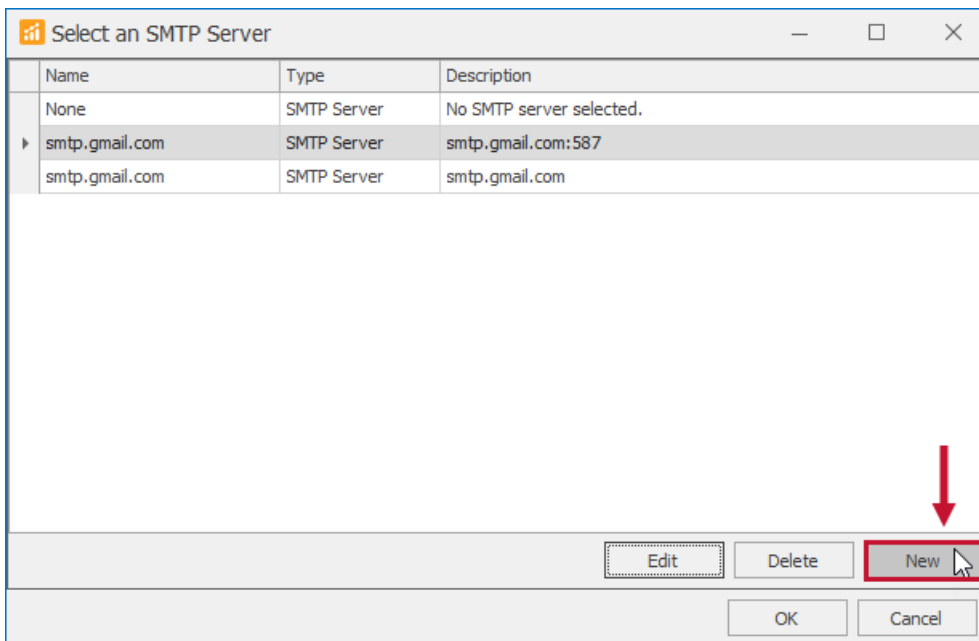 Select an SMTP Server
Name Type Description
None SMTP Server No SMTP server selected.
smtp.gmail.com SMTP Server smtp.gmail.com:587
smtp.gmail.com SMTP Server smtp.gmail.com
Edit Delete New
OK Cancel